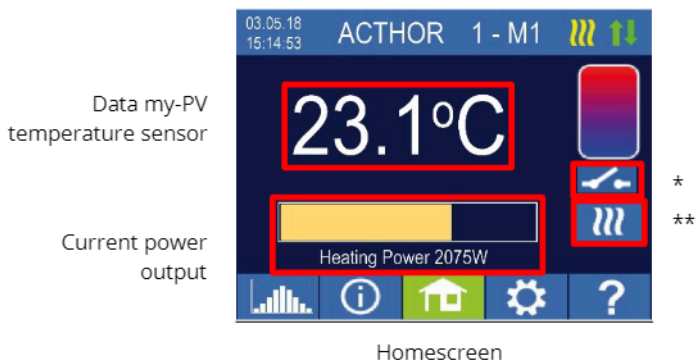 03.05.18
15:14:53
ACTHOR 1 - M1
Data my-PV
temperature sensor
23.1°C
*
**
Current power
output
Heating Power 2075W
?
Homescreen